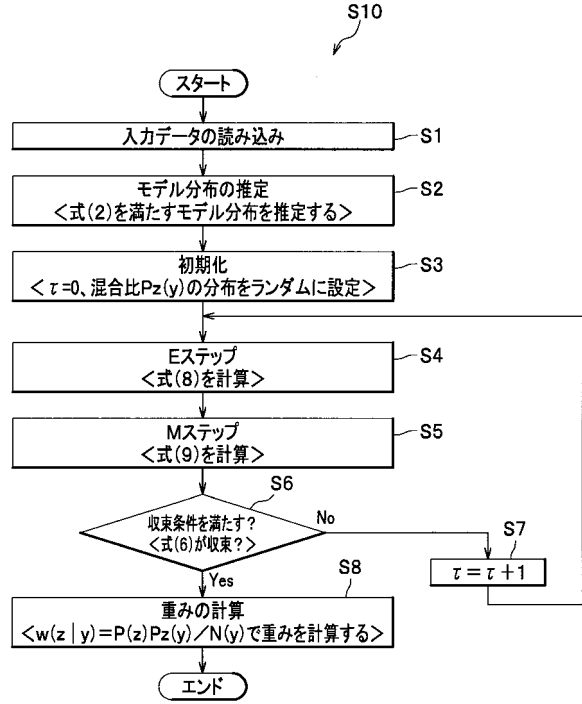 S10
スタート
入力データの読み込み
S1
モデル分布の推定
<式(2)を満たすモデル分布を推定する>
S2
初期化
<τ=0、混合比Pz(y)の分布をランダムに設定>
S3
Eステップ
<式(8)を計算>
S4
Mステップ
<式(9)を計算>
S5
S6
収束条件を満たす?
<式(6)が収束?>
No
S7
τ=τ+1
Yes
S8
重みの計算
<w(z|y)=P(z)Pz(y)/N(y)で重みを計算する>
エンド